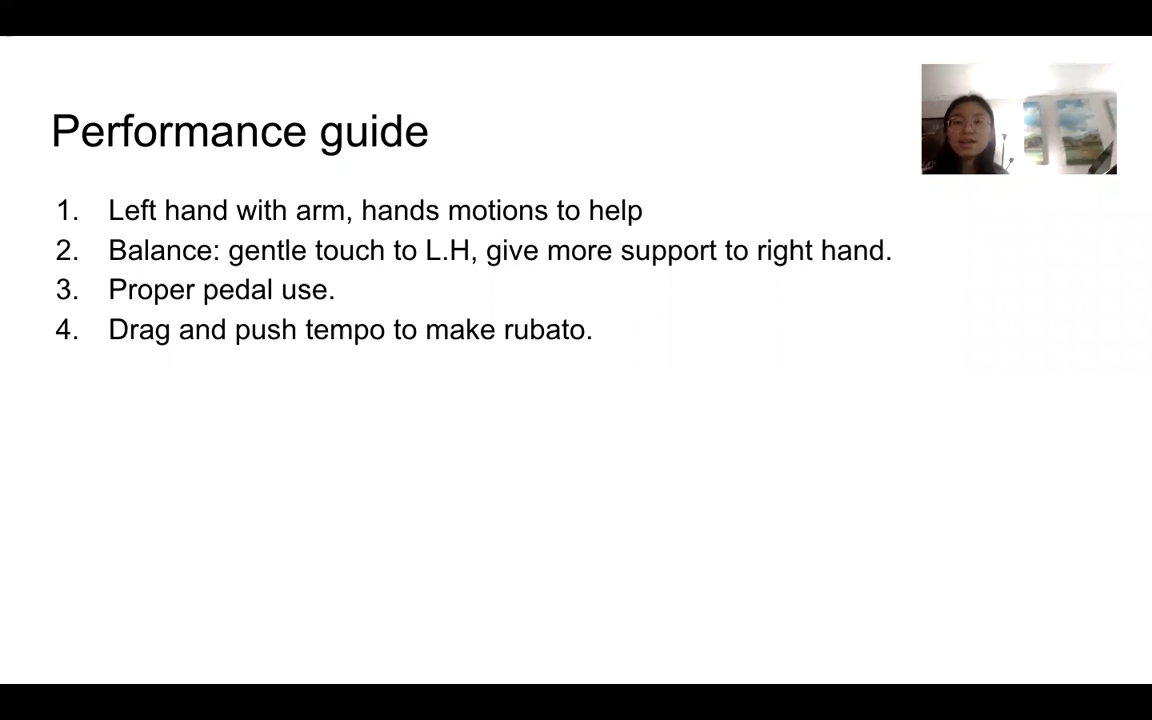 Performance guide
1. Left hand with arm, hands motions to help
2. Balance: gentle touch to L.H, give more support to right hand.
3. Proper pedal use.
4. Drag and push tempo to make rubato.